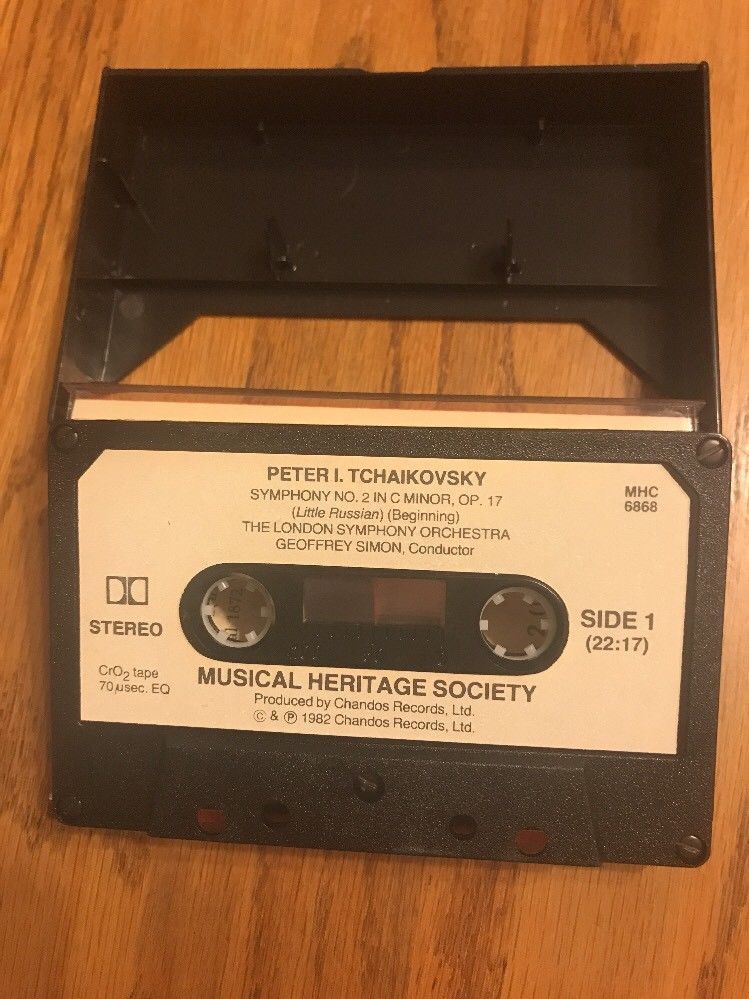 PETER I. TCHAIKOVSKY
SYMPHONY NO. 2 IN C MINOR, OP. 17
(Little Russian) (Beginning)
THE LONDON SYMPHONY ORCHESTRA
GEOFFREY SIMON, Conductor
MHC
6868
STEREO
CrO2 tape
70μsec. EQ
1872
2
SIDE 1
(22:17)
MUSICAL HERITAGE SOCIETY
Produced by Chandos Records, Ltd.
© & ℗ 1982 Chandos Records, Ltd.